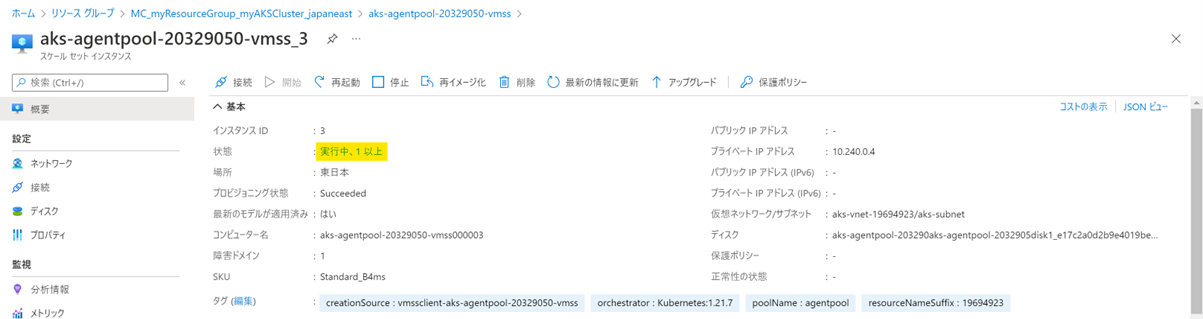 ホーム > リソース グループ > MC_myResourceGroup_myAKSCluster_japaneast > aks-agentpool-20329050-vmss >
aks-agentpool-20329050-vmss_3 ...
スケール セット インスタンス
検索 (Ctrl+/) «
接続 開始 再起動 停止 再イメージ化 削除 最新の情報に更新 アップグレード 保護ポリシー
概要
設定
ネットワーク
接続
ディスク
プロパティ
監視
分析情報
メトリック
基本
コストの表示 JSON ビュー
インスタンス ID : 3
状態 : 実行中、1 以上
場所 : 東日本
プロビジョニング状態 : Succeeded
最新のモデルが適用済み : はい
コンピューター名 : aks-agentpool-20329050-vmss000003
障害ドメイン : 1
SKU : Standard_B4ms
パブリック IP アドレス : -
プライベート IP アドレス : 10.240.0.4
パブリック IP アドレス (IPv6) : -
プライベート IP アドレス (IPv6) : -
仮想ネットワーク/サブネット : aks-vnet-19694923/aks-subnet
ディスク : aks-agentpool-203290aks-agentpool-2032905disk1_e17c2a0d2b9e4019be...
保護ポリシー : -
正常性の状態 : -
タグ (編集) : creationSource : vmssclient-aks-agentpool-20329050-vmss orchestrator : Kubernetes:1.21.7 poolName : agentpool resourceNameSuffix : 19694923